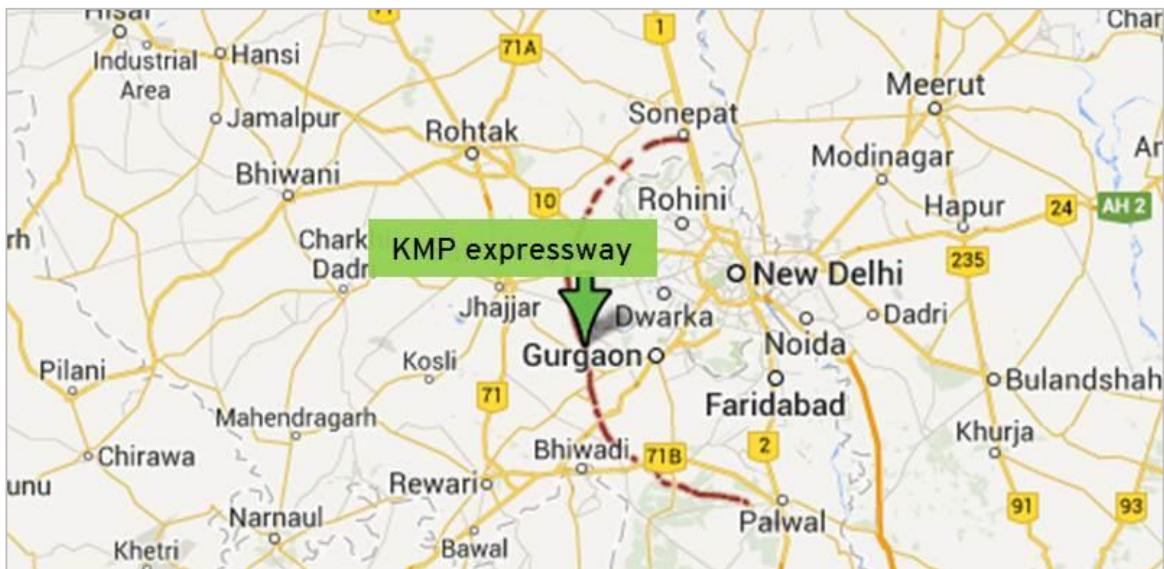 Hisar
71
Char
1
71A
Hansi
Industrial
Area
Meerut
Sonepat
Jamalpur
Rohtak
Modinagar
Ar
Bhiwani
10
Rohini
Hapur
24
AH 2
rh
Chark
Dadri
KMP expressway
235
New Delhi
Jhajjar
Dwarka
Dadri
Noida
Kosli
Gurgaon
Pilani
71
Faridabad
Bulandshah
Mahendragarh
Khurja
Chirawa
Bhiwadi
71B
2
unu
Rewari
91
93
Narnaul
Palwal
Khetri
Bawal